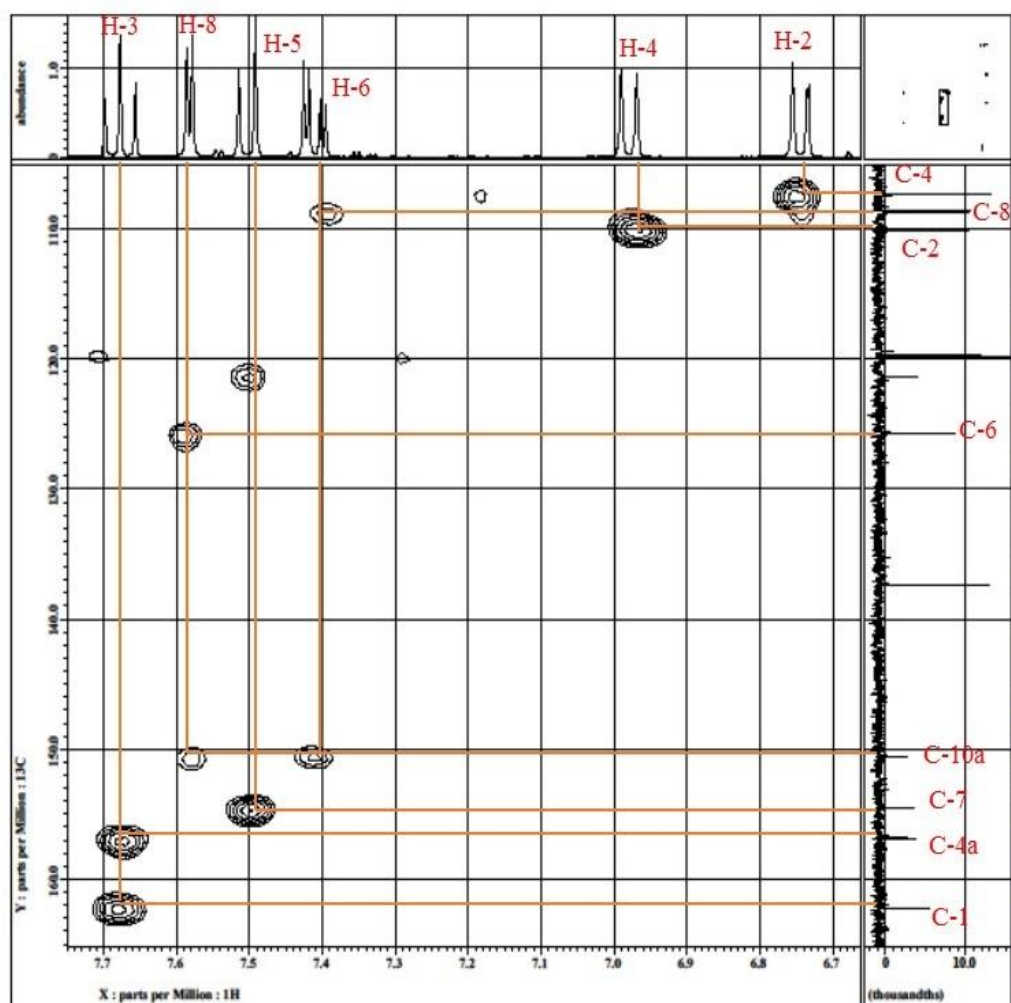 H-3
H-8
H-5
H-6
H-4
H-2
abundance
1.0
0
C-4
C-8
C-2
C-6
C-10a
C-7
C-4a
C-1
110.0
120.0
130.0
140.0
150.0
160.0
Y : parts per Million : 13C
7.7 7.6 7.5 7.4 7.3 7.2 7.1 7.0 6.9 6.8 6.7
X : parts per Million : 1H
0 10.0
(thousandths)